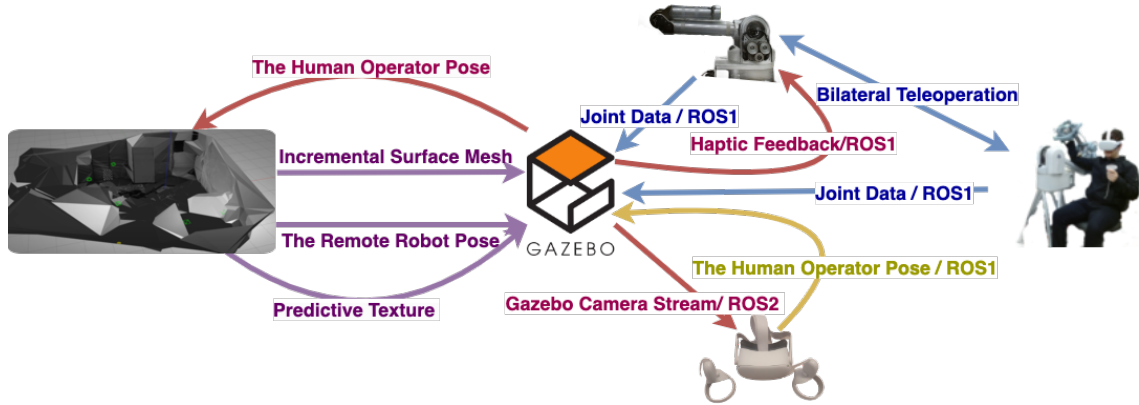 The Human Operator Pose
Bilateral Teleoperation
Joint Data / ROS1
Haptic Feedback/ROS1
Incremental Surface Mesh
Joint Data / ROS1
The Remote Robot Pose
GAZEBO
The Human Operator Pose / ROS1
Gazebo Camera Stream/ ROS2
Predictive Texture